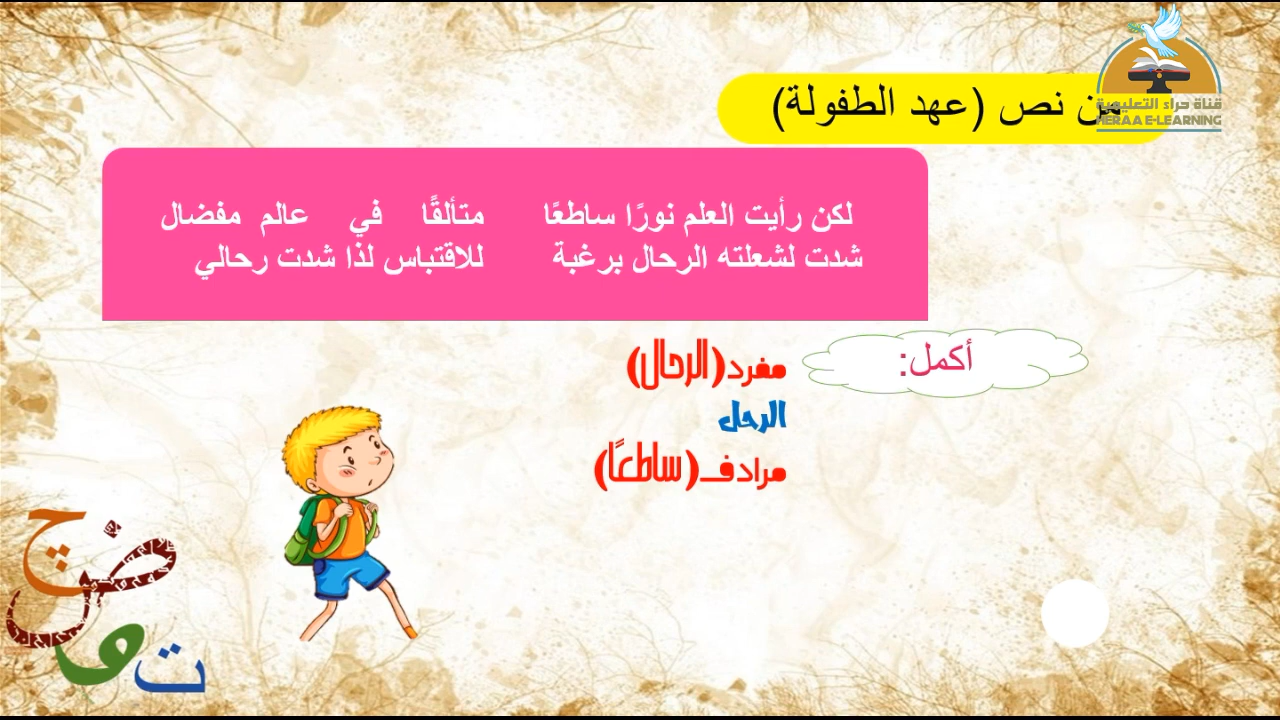 قناة حراء التعليمية
HERAA E-LEARNING
من نص (عهد الطفولة)
لكن رأيت العلم نورًا ساطعًا متألقًا في عالم مفضال
شدت لشعلته الرحال برغبة للاقتباس لذا شدت رحالي
أكمل:
مفرد (الرحال)
الرحل
مرادف (ساطعًا)
ج
ض
و
ت